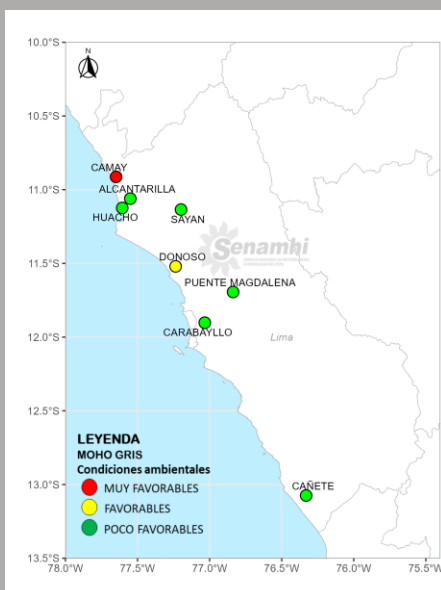 N
10.0°S
10.5°S
11.0°S
11.5°S
12.0°S
12.5°S
13.0°S
13.5°S
CAMAY
ALCANTARILLA
HUACHO
SAYAN
Senamhi
DONOSO
PUENTE MAGDALENA
CARABAYLLO
Lima
CAÑETE
LEYENDA
MOHO GRIS
Condiciones ambientales
MUY FAVORABLES
FAVORABLES
POCO FAVORABLES
78.0°W 77.5°W 77.0°W 76.5°W 76.0°W 75.5°W